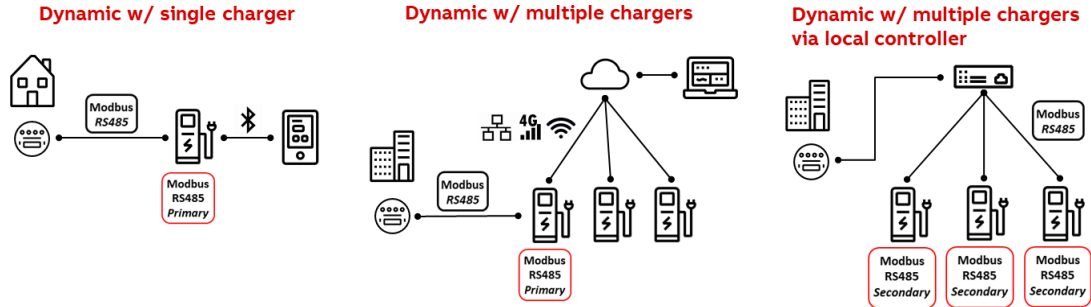 Dynamic w/ single charger
Modbus
RS485
Modbus
RS485
Primary
Dynamic w/ multiple chargers
4G
Modbus
RS485
Modbus
RS485
Primary
Dynamic w/ multiple chargers
via local controller
Modbus
RS485
Modbus
RS485
Secondary
Modbus
RS485
Secondary
Modbus
RS485
Secondary